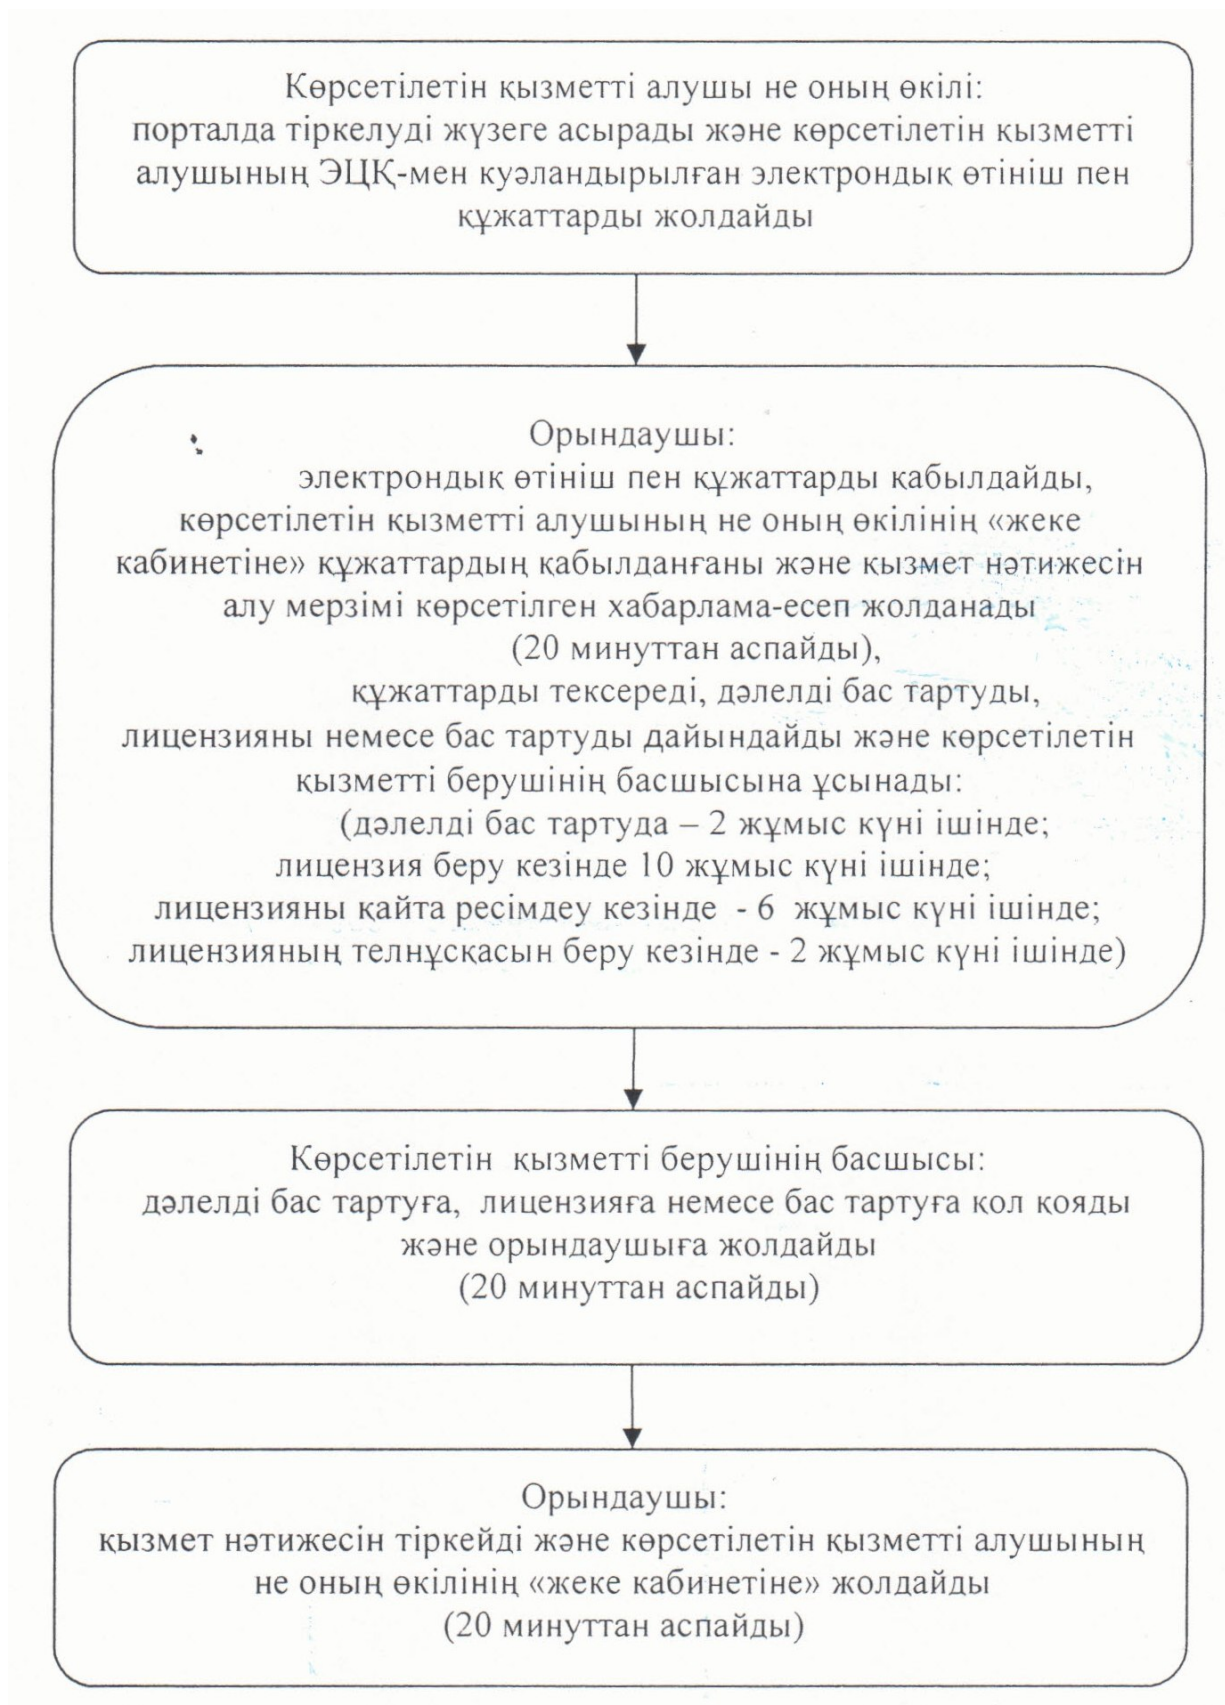 Көрсетілетін қызметті алушы не оның өкілі:
порталда тіркелуді жүзеге асырады және көрсетілетін қызметті
алушының ЭЦҚ-мен куәландырылған электрондық өтініш пен
құжаттарды жолдайды
Орындаушы:
электрондық өтініш пен құжаттарды қабылдайды,
көрсетілетін қызметті алушының не оның өкілінің «жеке
кабинетіне» құжаттардың қабылданғаны және қызмет нәтижесін
алу мерзімі көрсетілген хабарлама-есеп жолданады
(20 минуттан аспайды),
құжаттарды тексереді, дәлелді бас тартуды,
лицензияны немесе бас тартуды дайындайды және көрсетілетін
қызметті берушінің басшысына ұсынады:
(дәлелді бас тартуда – 2 жұмыс күні ішінде;
лицензия беру кезінде 10 жұмыс күні ішінде;
лицензияны қайта ресімдеу кезінде - 6 жұмыс күні ішінде;
лицензияның телнұсқасын беру кезінде - 2 жұмыс күні ішінде)
Көрсетілетін қызметті берушінің басшысы:
дәлелді бас тартуға, лицензияға немесе бас тартуға қол қояды
және орындаушыға жолдайды
(20 минуттан аспайды)
Орындаушы:
қызмет нәтижесін тіркейді және көрсетілетін қызметті алушының
не оның өкілінің «жеке кабинетіне» жолдайды
(20 минуттан аспайды)